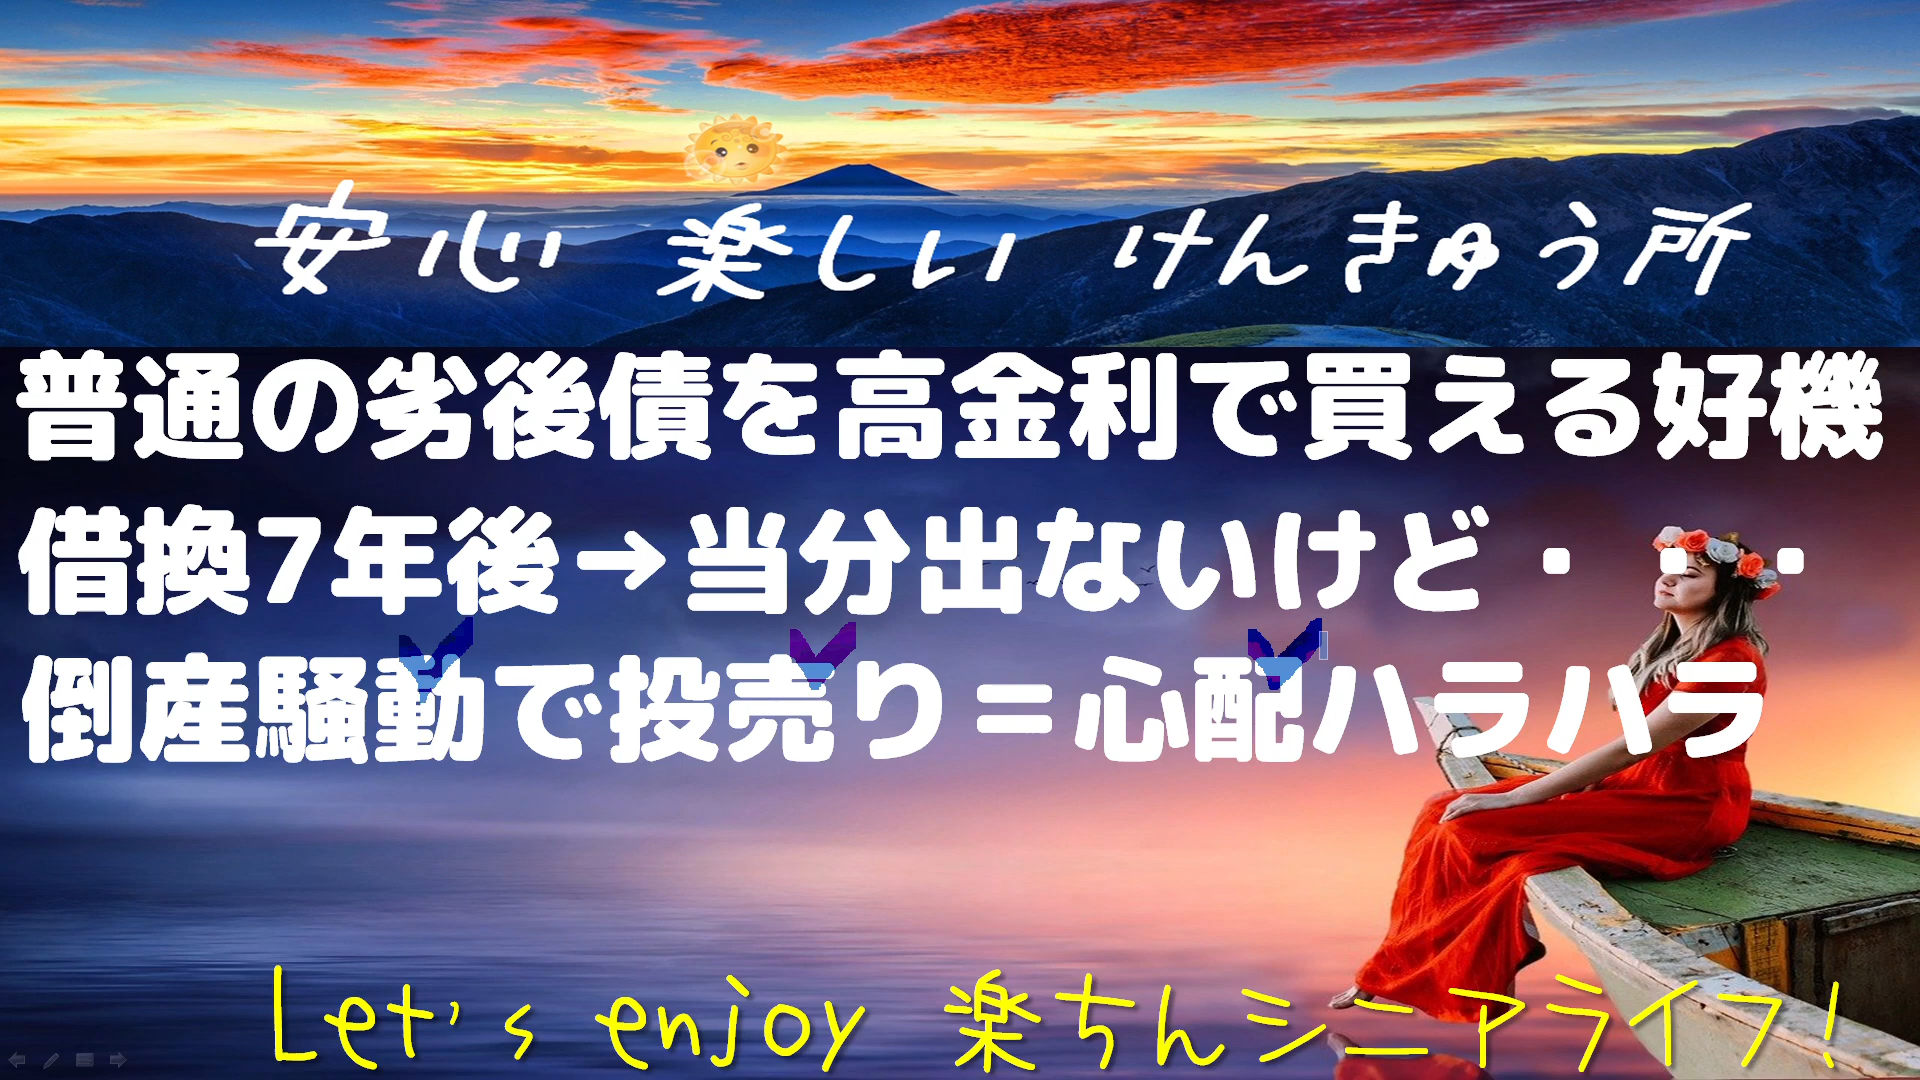 安心 楽しい けんきゅう所
普通の劣後債を高金利で買える好機
借換7年後→当分出ないけど・・・
倒産騒動で投売り＝心配ハラハラ
Let's enjoy 楽ちんシニアライフ！